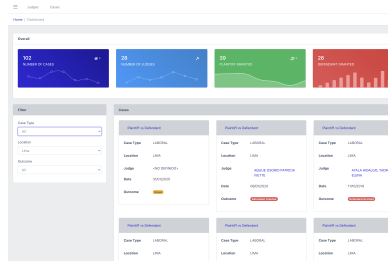 Judges Cases
Home / Dashboard
Overall
102
NUMBER OF CASES
28
NUMBER OF JUDGES
39
PLAINTIFF GRANTED
28
DEFENDANT GRANTED
Filter
Case Type
All
Location
Lima
Outcome
All
Cases
Plaintiff vs Defendant
Case Type LABORAL
Location LIMA
Judge <NO DEFINIDO>
Date
Outcome
Plaintiff vs Defendant
Case Type LABORAL
Location LIMA
Judge
Date
Outcome
Plaintiff vs Defendant
Case Type LABORAL
Location LIMA
Judge
Date
Outcome
Plaintiff vs Defendant
Case Type LABORAL
Location LIMA
Plaintiff vs Defendant
Case Type LABORAL
Location LIMA
Plaintiff vs Defendant
Case Type LABORAL
Location LIMA